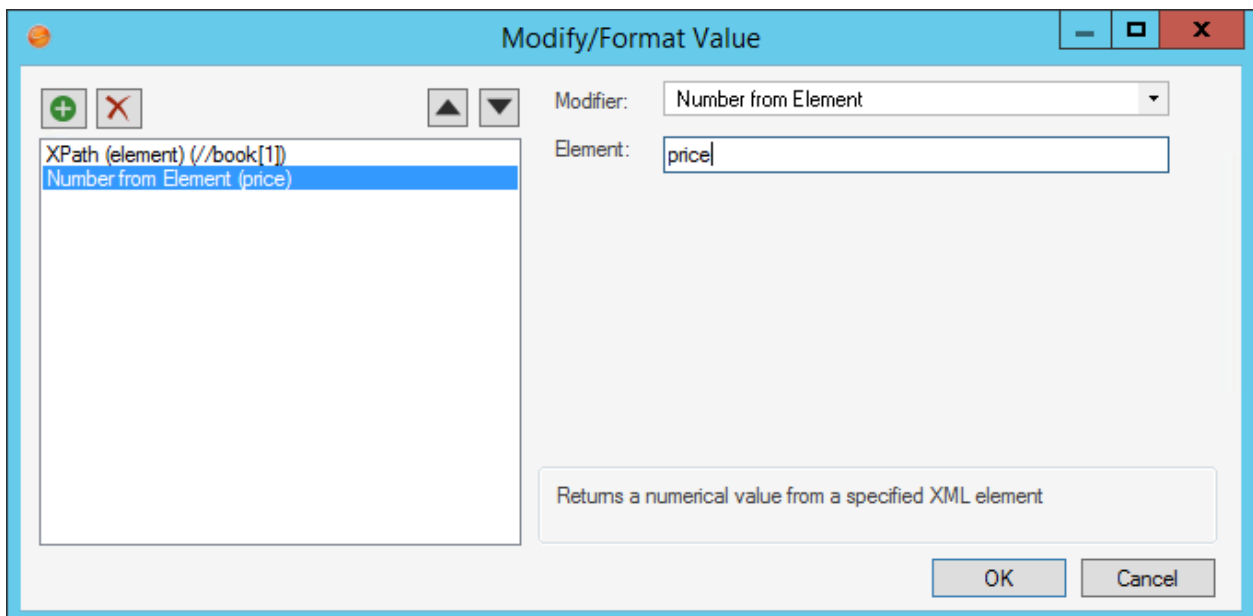 Modify/Format Value
X
Modifier:
Number from Element
Element:
price
XPath (element) (//book[1])
Number from Element (price)
Returns a numerical value from a specified XML element
OK
Cancel